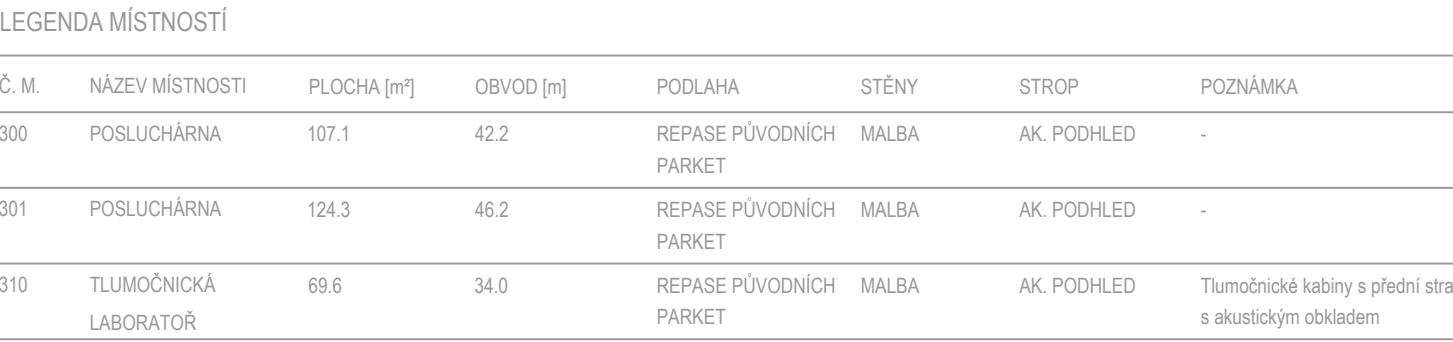 LEGENDA MÍSTNOSTÍ
Č. M. NÁZEV MÍSTNOSTI PLOCHA [m²] OBVOD [m] PODLAHA STĚNY STROP POZNÁMKA
300 POSLUCHÁRNA 107.1 42.2 REPASE PŮVODNÍCH MALBA AK. PODHLED -
PARKET
301 POSLUCHÁRNA 124.3 46.2 REPASE PŮVODNÍCH MALBA AK. PODHLED -
PARKET
310 TLUMOČNICKÁ 69.6 34.0 REPASE PŮVODNÍCH MALBA AK. PODHLED Tlumočnické kabiny s přední stra
LABORATOŘ PARKET s akustickým obkladem